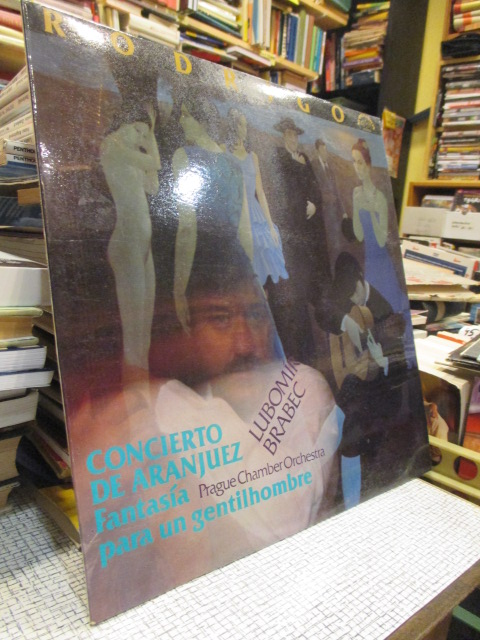 RODRIGO
LUBOMÍR
BRABEC
CONCIERTO
DE ARANJUEZ
Fantasía
Prague Chamber Orchestra
para un gentilhombre